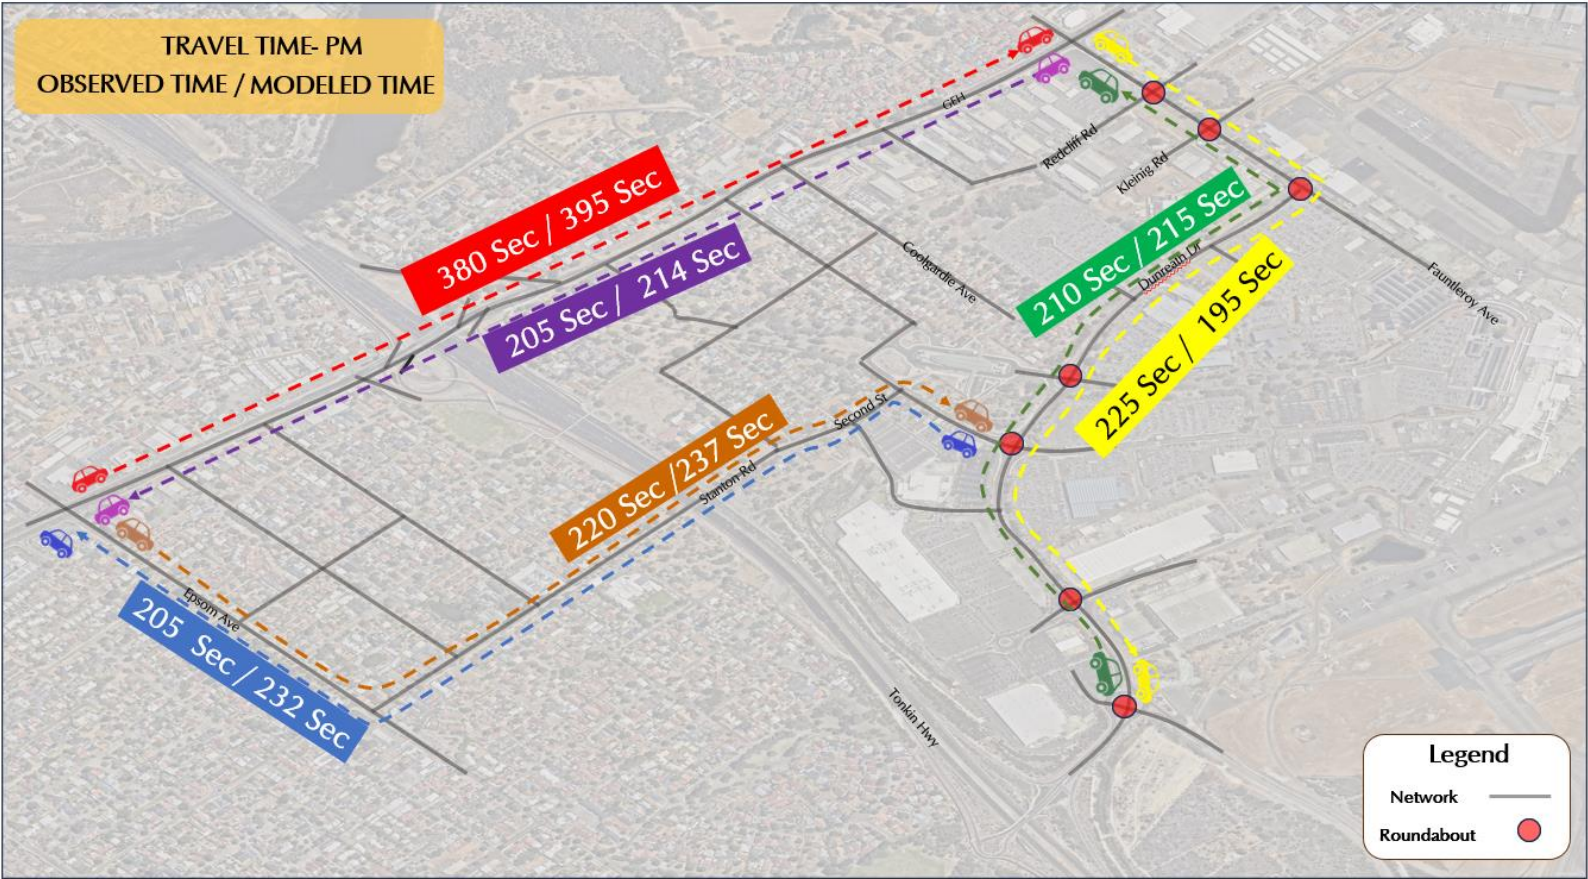 TRAVEL TIME- PM
OBSERVED TIME / MODELED TIME
GEH
Redcliff Rd
Kleinig Rd
380 Sec / 395 Sec
205 Sec / 214 Sec
210 Sec / 215 Sec
Dunreath Dr
Coolgardie Ave
Fauntleroy Ave
225 Sec / 195 Sec
Second St
220 Sec /237 Sec
Stanton Rd
Epsom Ave
205 Sec / 232 Sec
Tonkin Hwy
Legend
Network
Roundabout